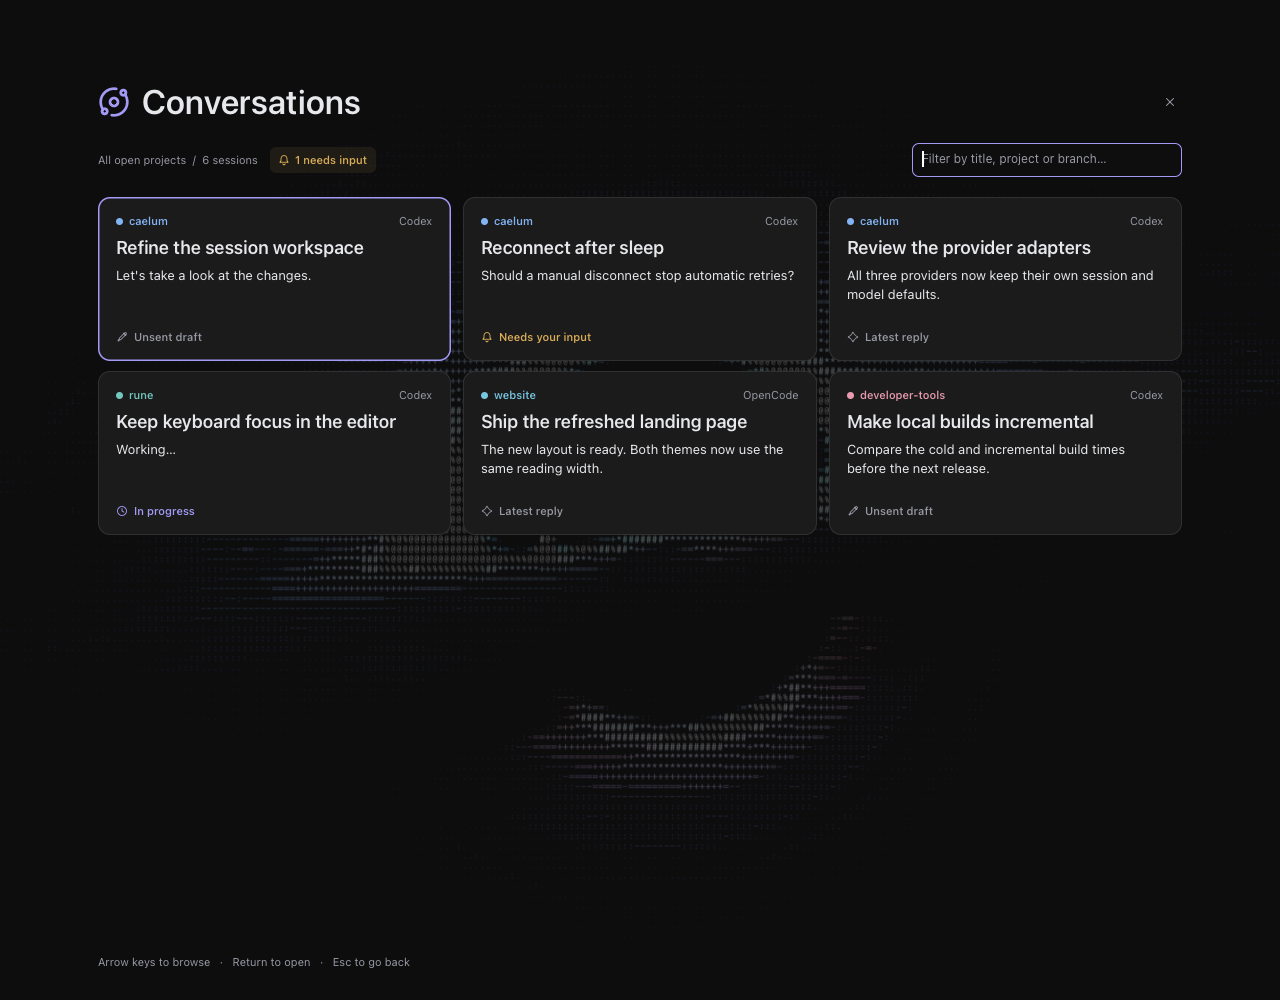 Conversations
All open projects / 6 sessions
1 needs input
Filter by title, project or branch...
caelum
Codex
Refine the session workspace
Let's take a look at the changes.
Unsent draft
caelum
Codex
Reconnect after sleep
Should a manual disconnect stop automatic retries?
Needs your input
caelum
Codex
Review the provider adapters
All three providers now keep their own session and
model defaults.
Latest reply
rune
Codex
Keep keyboard focus in the editor
Working...
In progress
website
OpenCode
Ship the refreshed landing page
The new layout is ready. Both themes now use the
same reading width.
Latest reply
developer-tools
Codex
Make local builds incremental
Compare the cold and incremental build times
before the next release.
Unsent draft
Arrow keys to browse · Return to open · Esc to go back